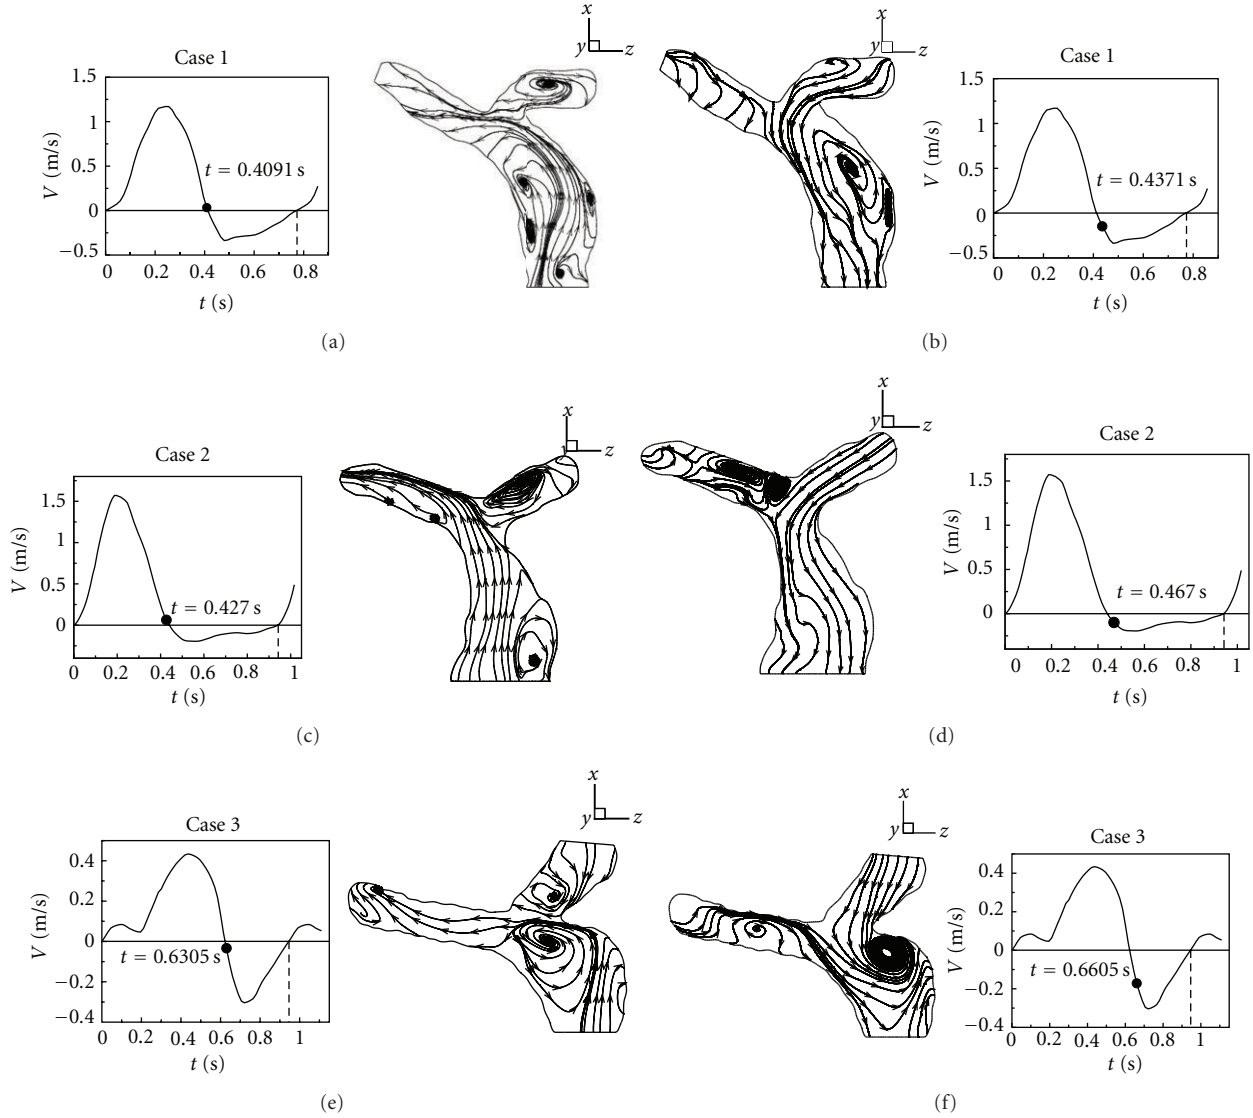 Case 1
1.5
1
0.5
0
−0.5
V (m/s)
t = 0.4091 s
0 0.2 0.4 0.6 0.8
t (s)
x
y z
(a)
x
y z
Case 1
1.5
1
0.5
0
−0.5
V (m/s)
t = 0.4371 s
0 0.2 0.4 0.6 0.8
t (s)
(b)
Case 2
1.5
1
0.5
0
V (m/s)
t = 0.427 s
0 0.2 0.4 0.6 0.8 1
t (s)
x
z
(c)
x
y z
Case 2
1.5
1
0.5
0
V (m/s)
t = 0.467 s
0 0.2 0.4 0.6 0.8 1
t (s)
(d)
Case 3
0.4
0.2
0
−0.2
−0.4
V (m/s)
t = 0.6305 s
0 0.2 0.4 0.6 0.8 1
t (s)
x
y z
(e)
x
y z
Case 3
0.4
0.2
0
−0.2
−0.4
V (m/s)
t = 0.6605 s
0 0.2 0.4 0.6 0.8 1
t (s)
(f)